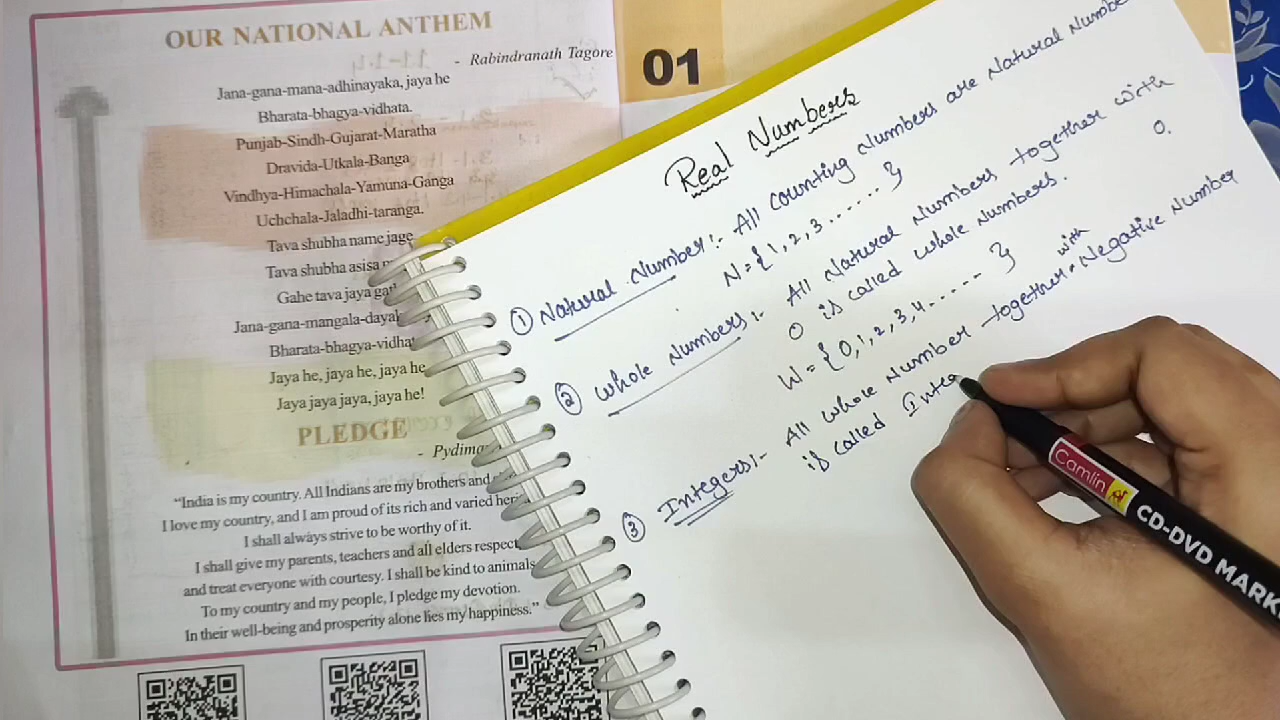 OUR NATIONAL ANTHEM
- Rabindranath Tagore
Jana-gana-mana-adhinayaka, jaya he
Bharata-bhagya-vidhata.
Punjab-Sindh-Gujarat-Maratha
Dravida-Utkala-Banga
Vindhya-Himachala-Yamuna-Ganga
Uchchala-Jaladhi-taranga.
Tava shubha name jage
Tava shubha asisa
Gahe tava jaya
Jana-gana-mangala-
Bharata-bhagya-
Jaya he, jaya he, jaya he
Jaya jaya jaya, jaya he!
PLEDGE
-
“India is my country. All Indians are my brothers and
I love my country, and I am proud of its rich and varied
I shall always strive to be worthy of it.
I shall give my parents, teachers and all elders respect
and treat everyone with courtesy. I shall be kind to animals
To my country and my people, I pledge my devotion.
In their well-being and prosperity alone lies my happiness.”
01
Real Numbers
① Natural Number:- All counting Numbers are Natural
N={1,2,3......}
② Whole Numbers:- All Natural Numbers together with
0.
0 is called whole Numbers.
W={0,1,2,3,4.....}
③ Integers:- All whole Number together with Negative Number
is called
Camlin
CD-DVD